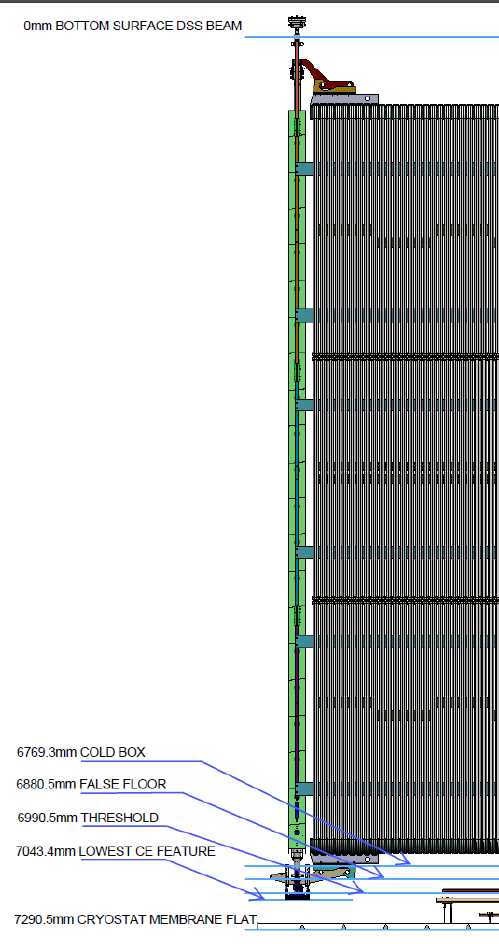 0mm BOTTOM SURFACE DSS BEAM
6769.3mm COLD BOX
6880.5mm FALSE FLOOR
6990.5mm THRESHOLD
7043.4mm LOWEST CE FEATURE
7290.5mm CRYOSTAT MEMBRANE FLAT